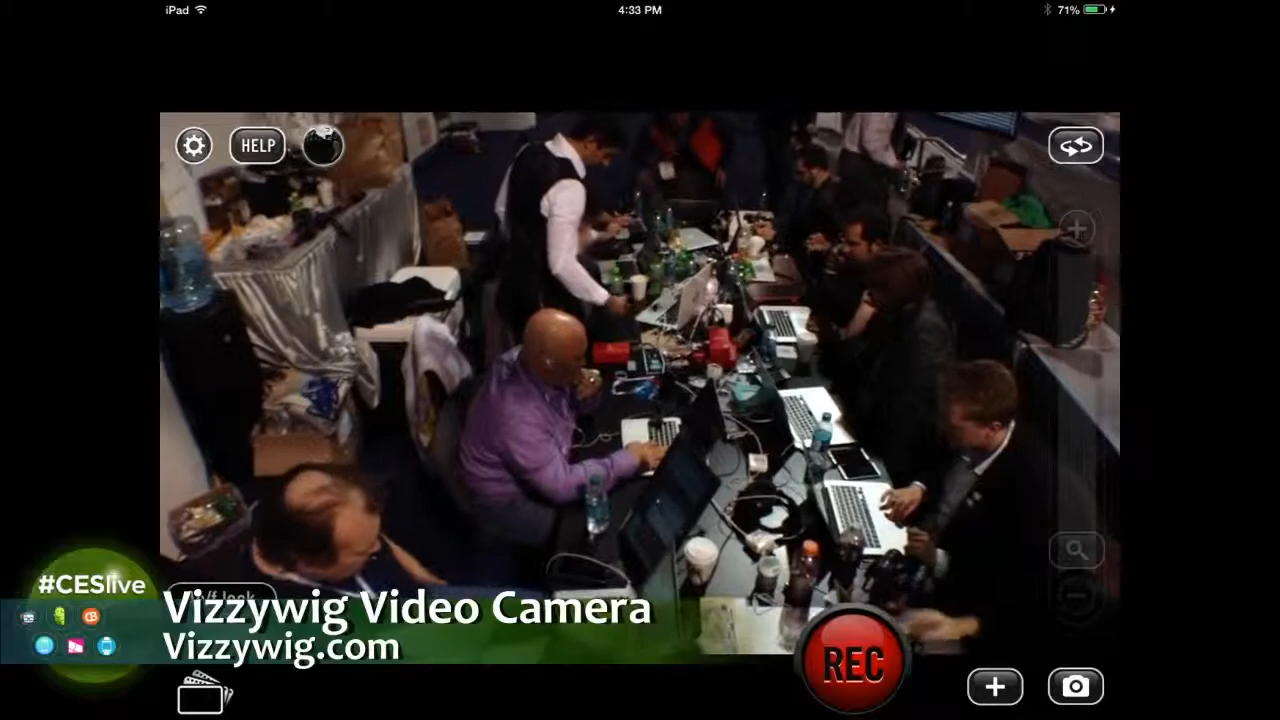 iPad
4:33 PM
71%
HELP
#CESlive
Vizzywig Video Camera
Vizzywig.com
REC